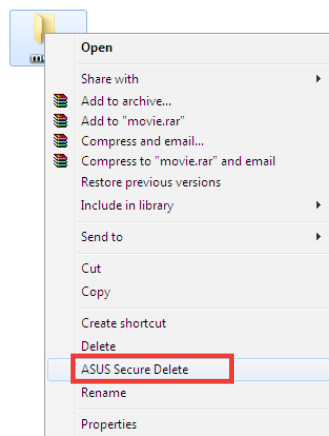 Open
Share with
Add to archive...
Add to "movie.rar"
Compress and email...
Compress to "movie.rar" and email
Restore previous versions
Include in library
Send to
Cut
Copy
Create shortcut
Delete
ASUS Secure Delete
Rename
Properties